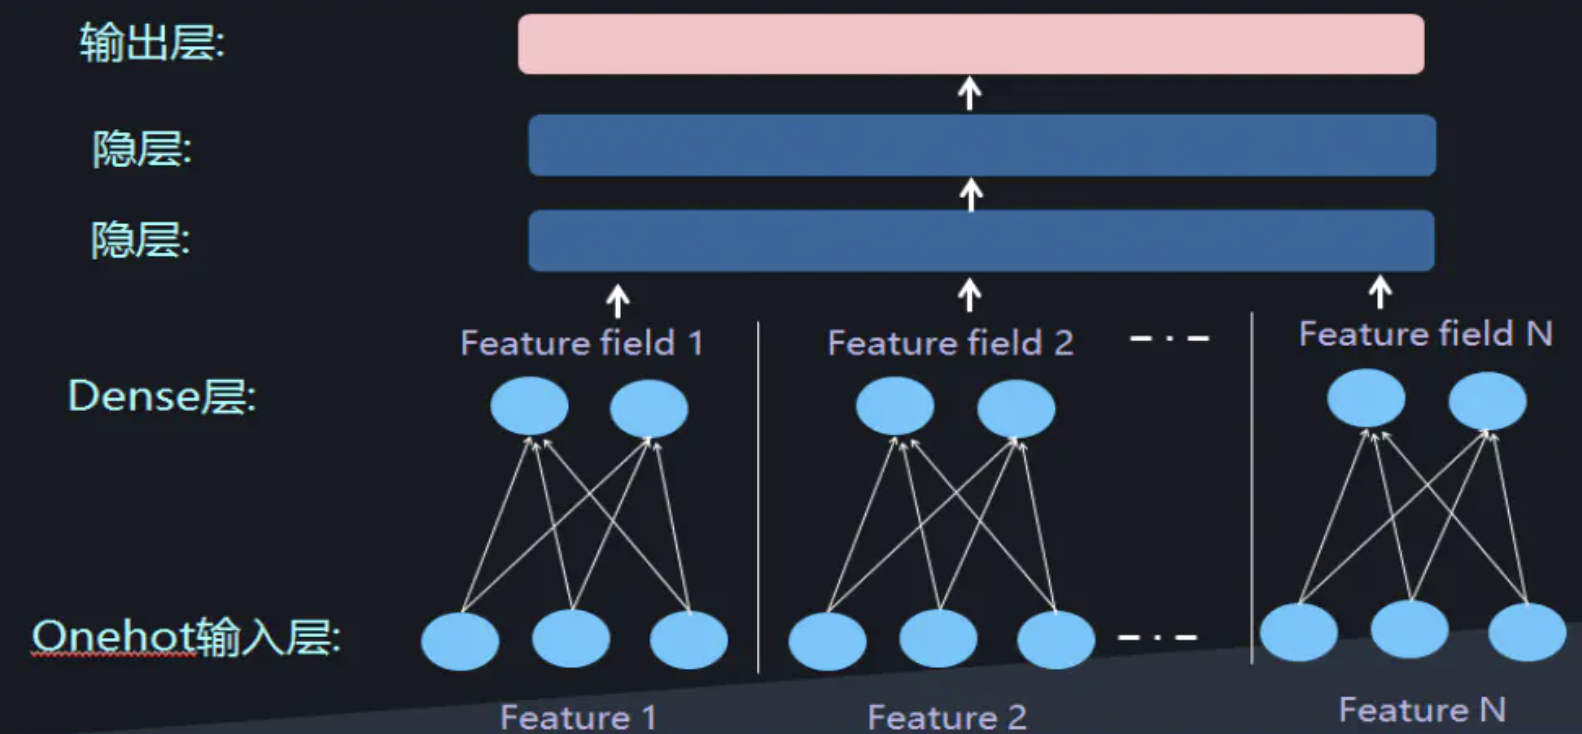 输出层:
隐层:
隐层:
Feature field 1
Feature field 2
Feature field N
Dense层:
Onehot输入层:
Feature 1
Feature 2
Feature N